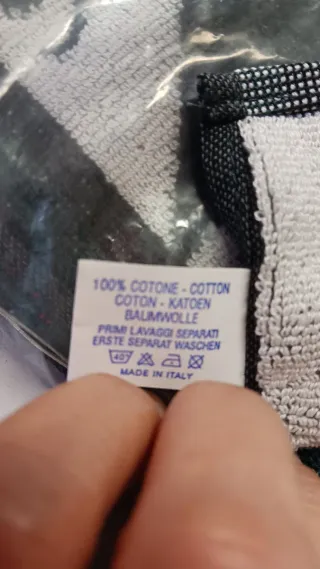 100% COTONE - COTTON
COTON - KATOEN
BAUMWOLLE
PRIMI LAVAGGI SEPARATI
ERSTE SEPARAT WASCHEN
40°
MADE IN ITALY